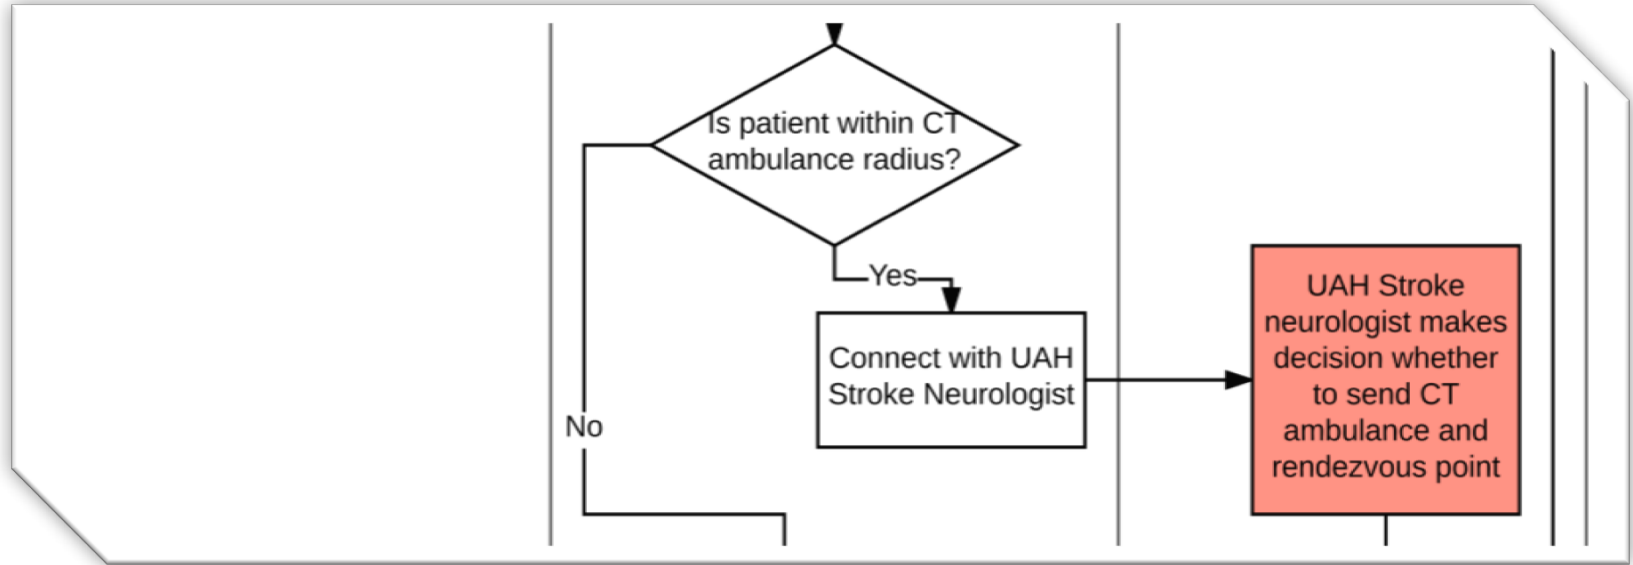 Is patient within CT
ambulance radius?
Yes
Connect with UAH
Stroke Neurologist
UAH Stroke
neurologist makes
decision whether
to send CT
ambulance and
rendezvous point
No